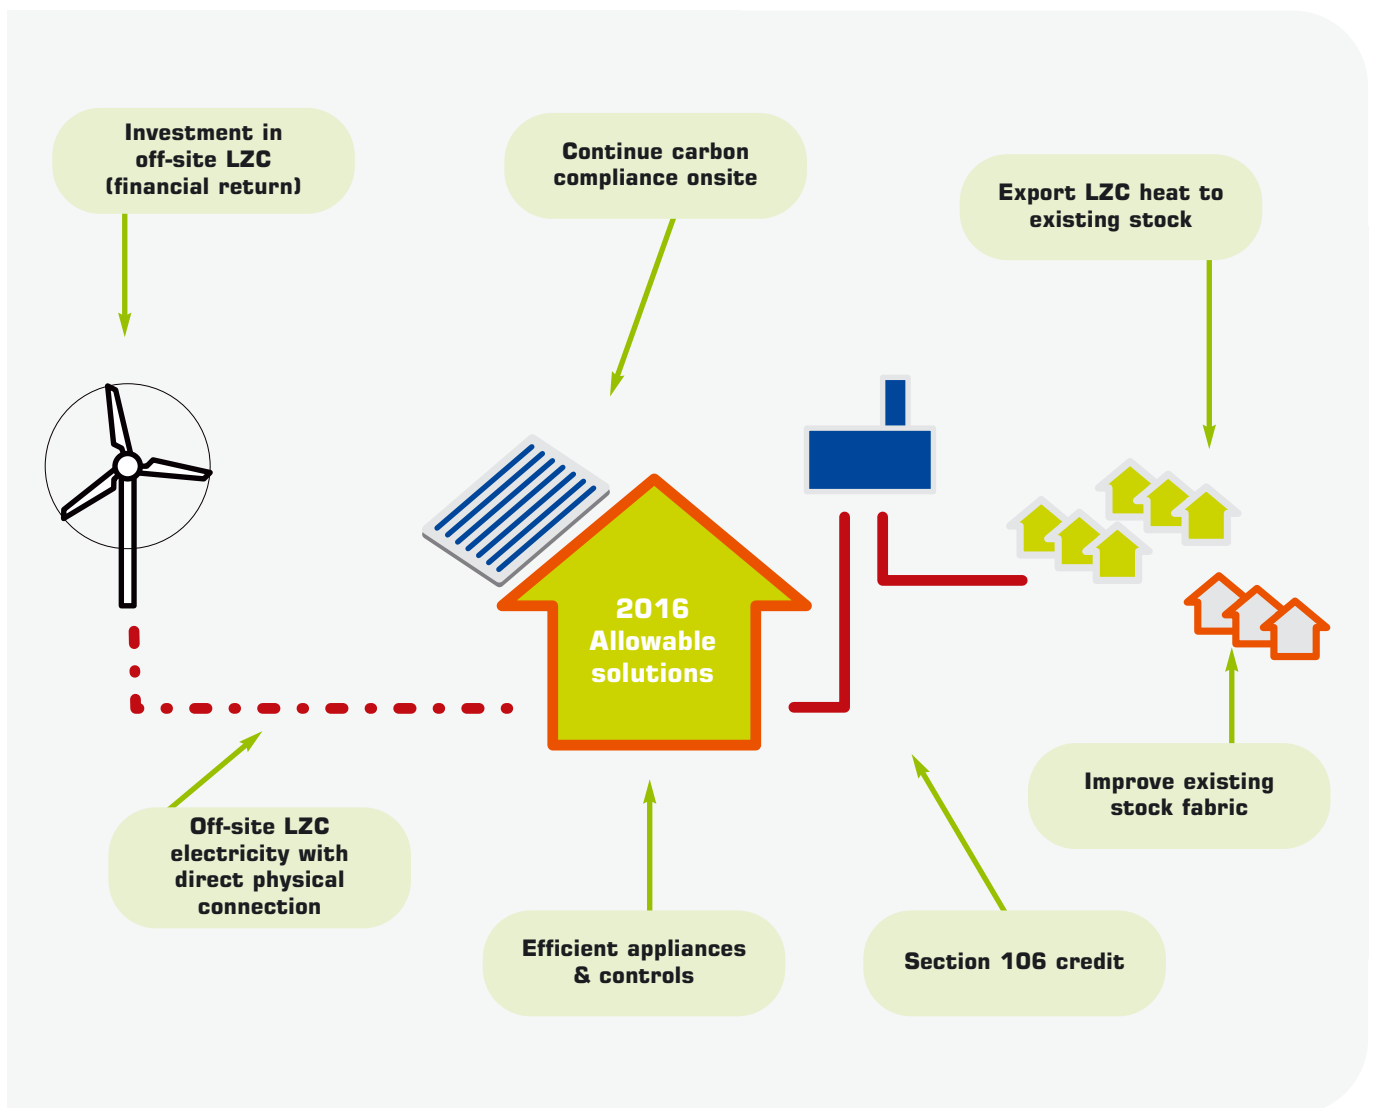 Investment in
off-site LZC
(financial return)
Continue carbon
compliance onsite
Export LZC heat to
existing stock
2016
Allowable
solutions
Improve existing
stock fabric
Off-site LZC
electricity with
direct physical
connection
Efficient appliances
& controls
Section 106 credit